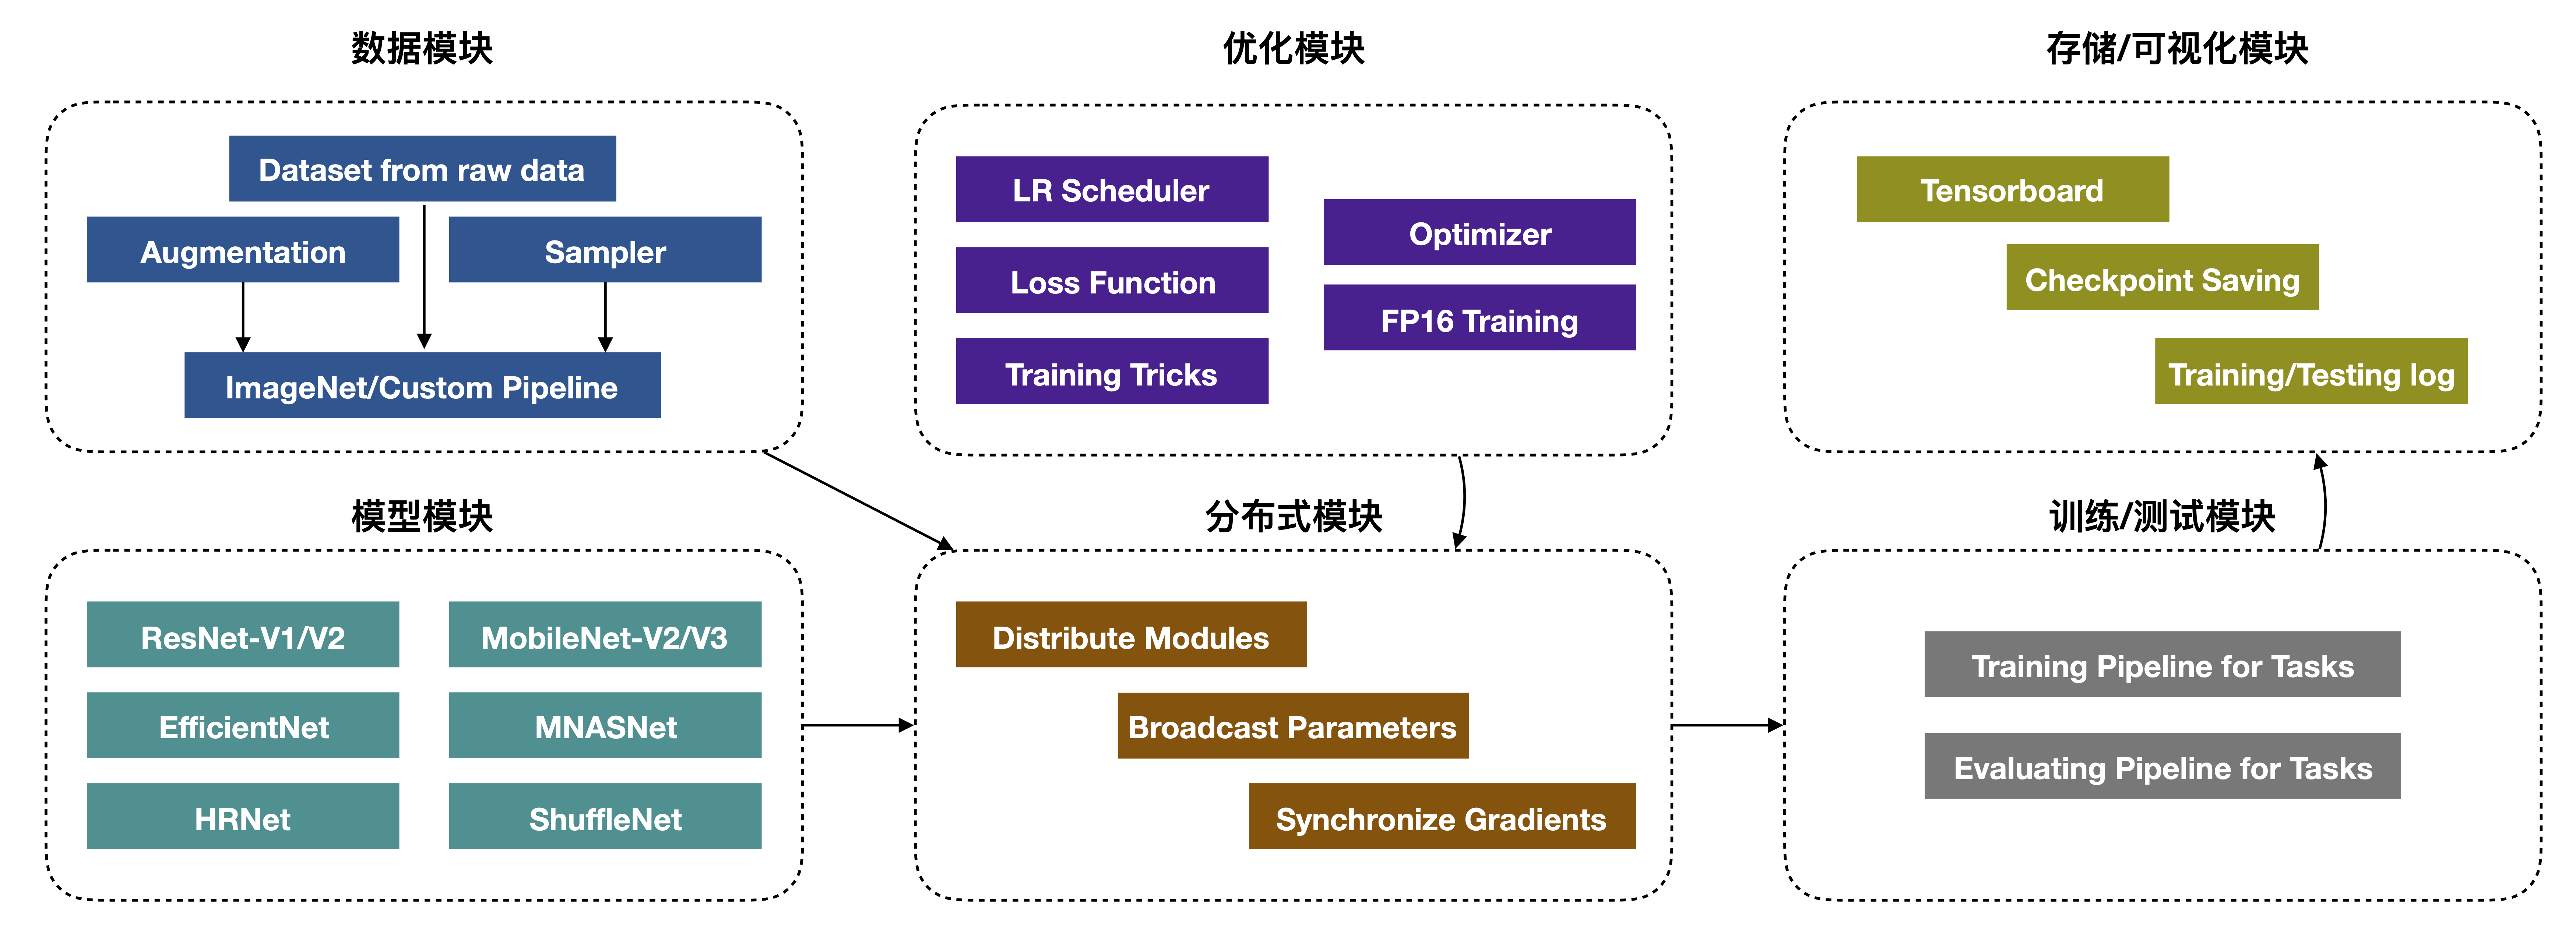 数据模块
Dataset from raw data
Augmentation
Sampler
ImageNet/Custom Pipeline
优化模块
LR Scheduler
Loss Function
Training Tricks
Optimizer
FP16 Training
存储/可视化模块
Tensorboard
Checkpoint Saving
Training/Testing log
模型模块
ResNet-V1/V2
MobileNet-V2/V3
EfficientNet
MNASNet
HRNet
ShuffleNet
分布式模块
Distribute Modules
Broadcast Parameters
Synchronize Gradients
训练/测试模块
Training Pipeline for Tasks
Evaluating Pipeline for Tasks